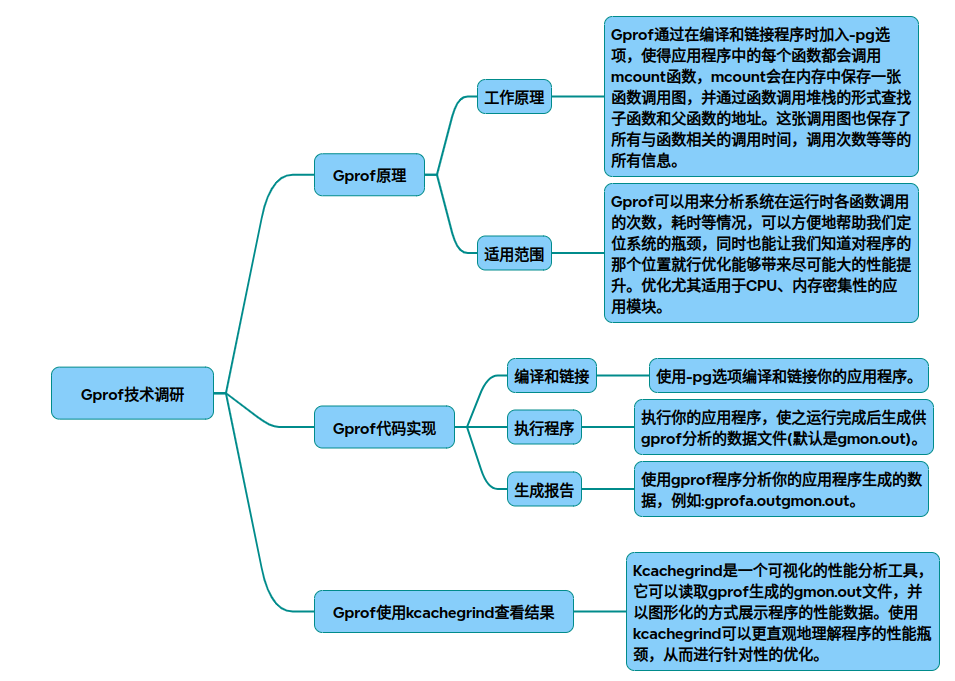 Gprof技术调研
Gprof原理
工作原理
Gprof通过在编译和链接程序时加入-pg选
项，使得应用程序中的每个函数都会调用
mcount函数，mcount会在内存中保存一张
函数调用图，并通过函数调用堆栈的形式查找
子函数和父函数的地址。这张调用图也保存了
所有与函数相关的调用时间，调用次数等等的
所有信息。
适用范围
Gprof可以用来分析系统在运行时各函数调用
的次数，耗时等情况，可以方便地帮助我们定
位系统的瓶颈，同时也能让我们知道对程序的
那个位置就行优化能够带来尽可能大的性能提
升。优化尤其适用于CPU、内存密集性的应
用模块。
Gprof代码实现
编译和链接
使用-pg选项编译和链接你的应用程序。
执行程序
执行你的应用程序，使之运行完成后生成供
gprof分析的数据文件(默认是gmon.out)。
生成报告
使用gprof程序分析你的应用程序生成的数
据，例如:gprofa.outgmon.out。
Gprof使用kcachegrind查看结果
Kcachegrind是一个可视化的性能分析工具，
它可以读取gprof生成的gmon.out文件，并
以图形化的方式展示程序的性能数据。使用
kcachegrind可以更直观地理解程序的性能瓶
颈，从而进行针对性的优化。